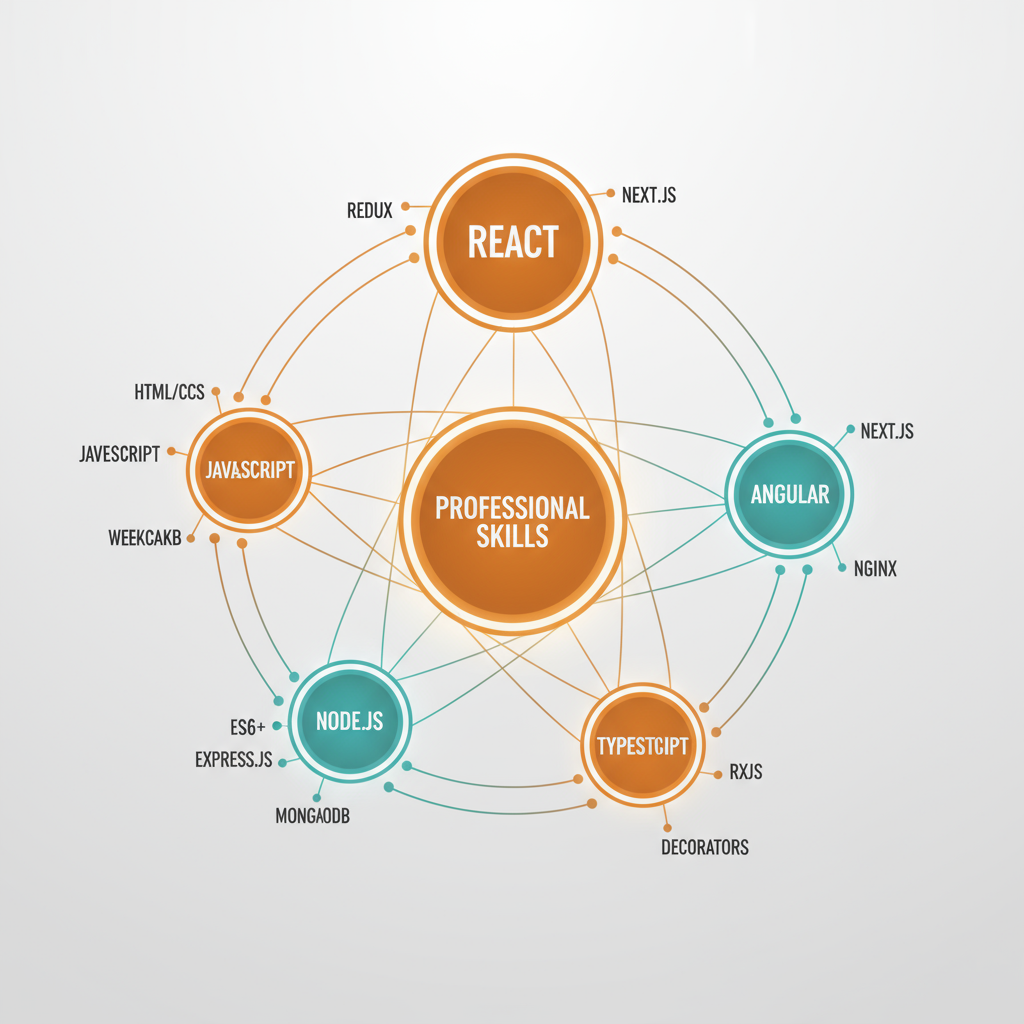 REDUX
NEXT.JS
REACT
HTML/CCS
JAVESCRIPT
JAVASCRIPT
WEEKCAKB
PROFESSIONAL
SKILLS
NEXT.JS
ANGULAR
NGINX
NODE.JS
ES6+
EXPRESS.JS
MONGAODB
TYPESTCIPT
RXJS
DECORATORS